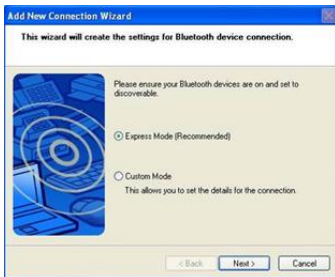 Add New Connection Wizard
This wizard will create the settings for Bluetooth device connection.
Please ensure your Bluetooth devices are on and set to
discoverable.
Express Mode (Recommended)
Custom Mode
This allows you to set the details for the connection.
< Back
Next >
Cancel